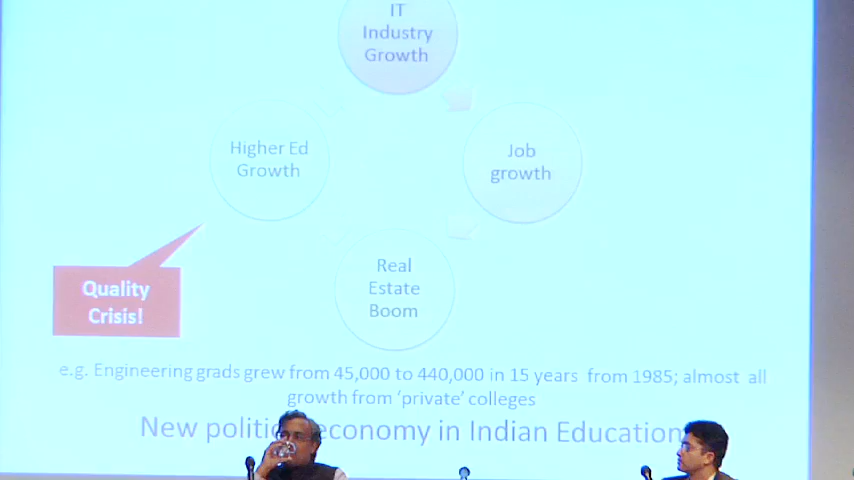 IT
Industry
Growth
Higher Ed
Growth
Job
growth
Real
Estate
Boom
Quality
Crisis!
e.g. Engineering grads grew from 45,000 to 440,000 in 15 years from 1985; almost all
growth from 'private' colleges
New economy in Indian Education